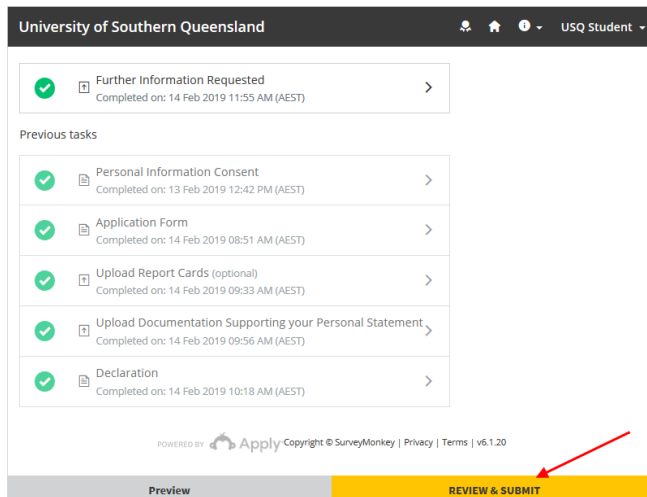 University of Southern Queensland USQ Student
Further Information Requested
Completed on: 14 Feb 2019 11:55 AM (AEST)
Previous tasks
Personal Information Consent
Completed on: 13 Feb 2019 12:42 PM (AEST)
Application Form
Completed on: 14 Feb 2019 08:51 AM (AEST)
Upload Report Cards (optional)
Completed on: 14 Feb 2019 09:33 AM (AEST)
Upload Documentation Supporting your Personal Statement
Completed on: 14 Feb 2019 09:56 AM (AEST)
Declaration
Completed on: 14 Feb 2019 10:18 AM (AEST)
POWERED BY Apply Copyright © SurveyMonkey | Privacy | Terms | v6.1.20
Preview REVIEW & SUBMIT